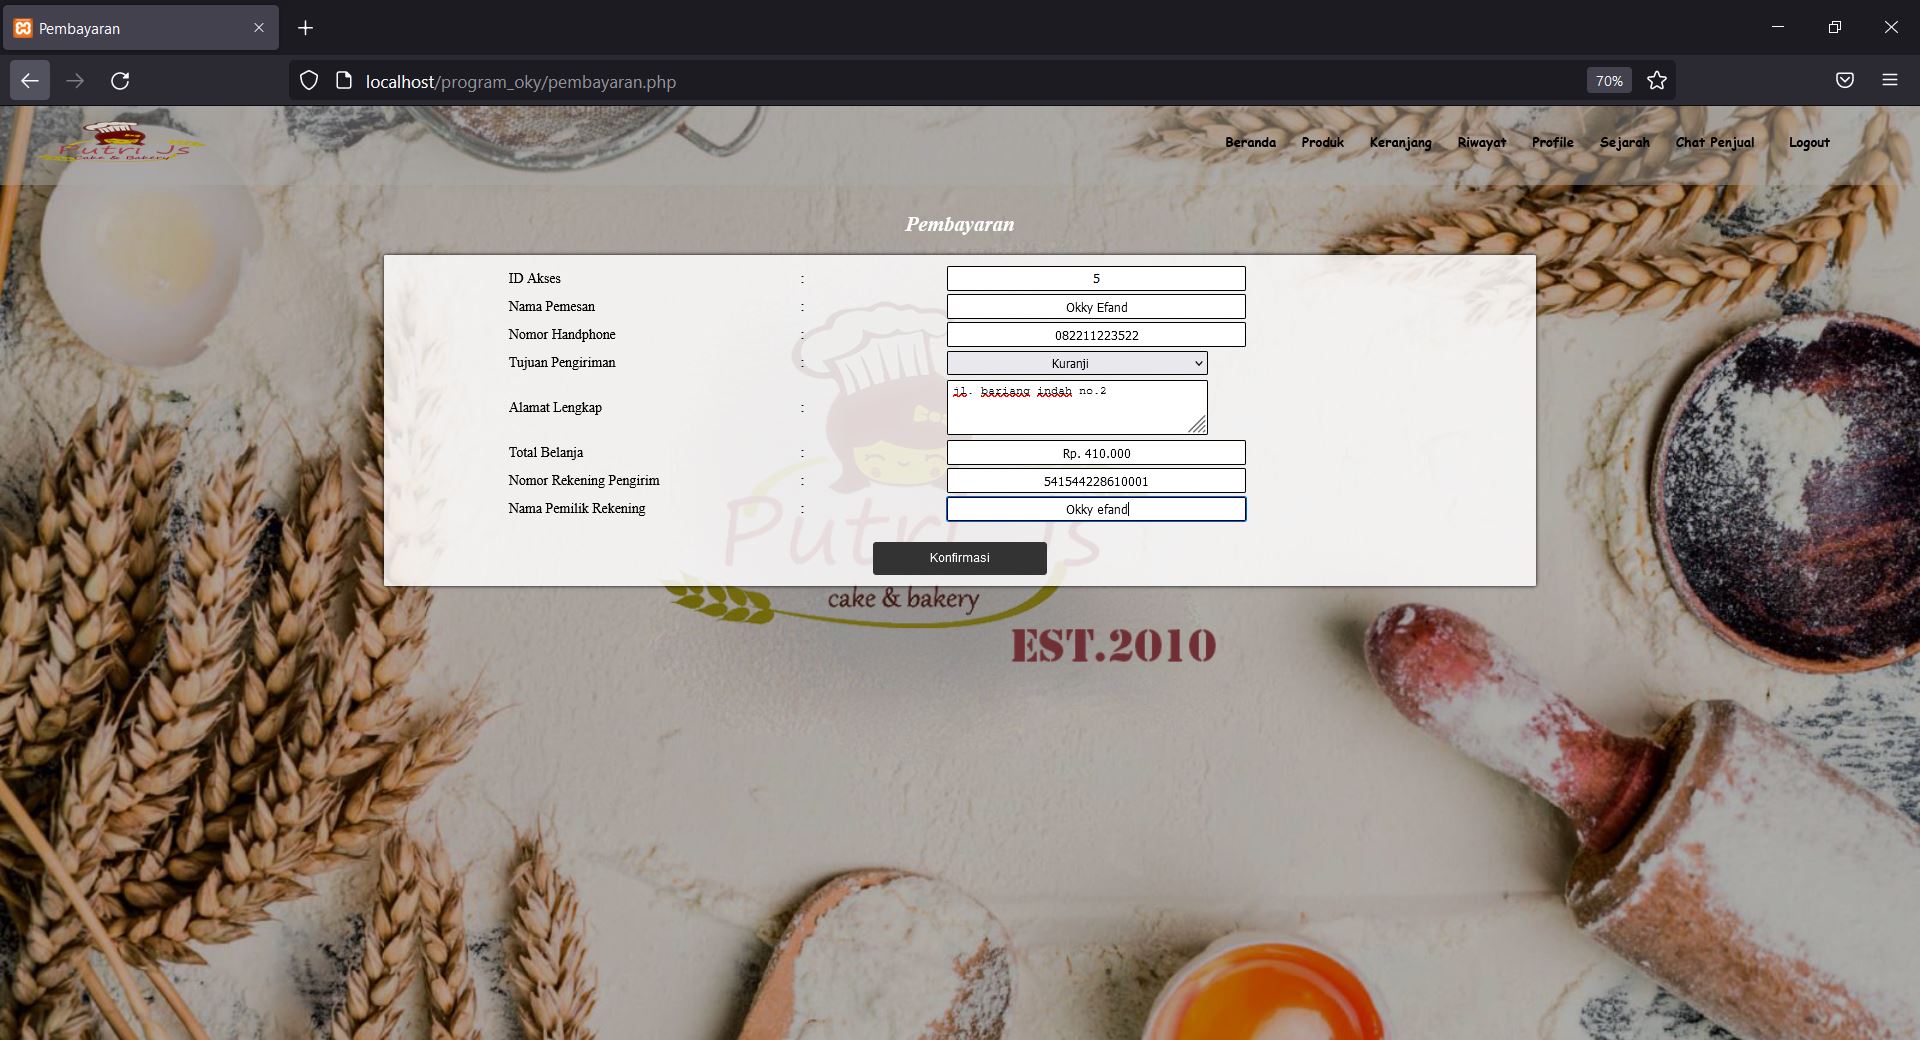 Pembayaran
localhost/program_oky/pembayaran.php
70%
Putri Js
Cake & Bakery
Beranda Produk Keranjang Riwayat Profile Sejarah Chat Penjual Logout
Pembayaran
ID Akses : 5
Nama Pemesan : Okky Efand
Nomor Handphone : 082211223522
Tujuan Pengiriman : Kuranji
Alamat Lengkap : jl. bariang indah no.2
Total Belanja : Rp. 410.000
Nomor Rekening Pengirim : 541544228610001
Nama Pemilik Rekening : Okky efand
Konfirmasi
Putri Js
cake & bakery
EST.2010